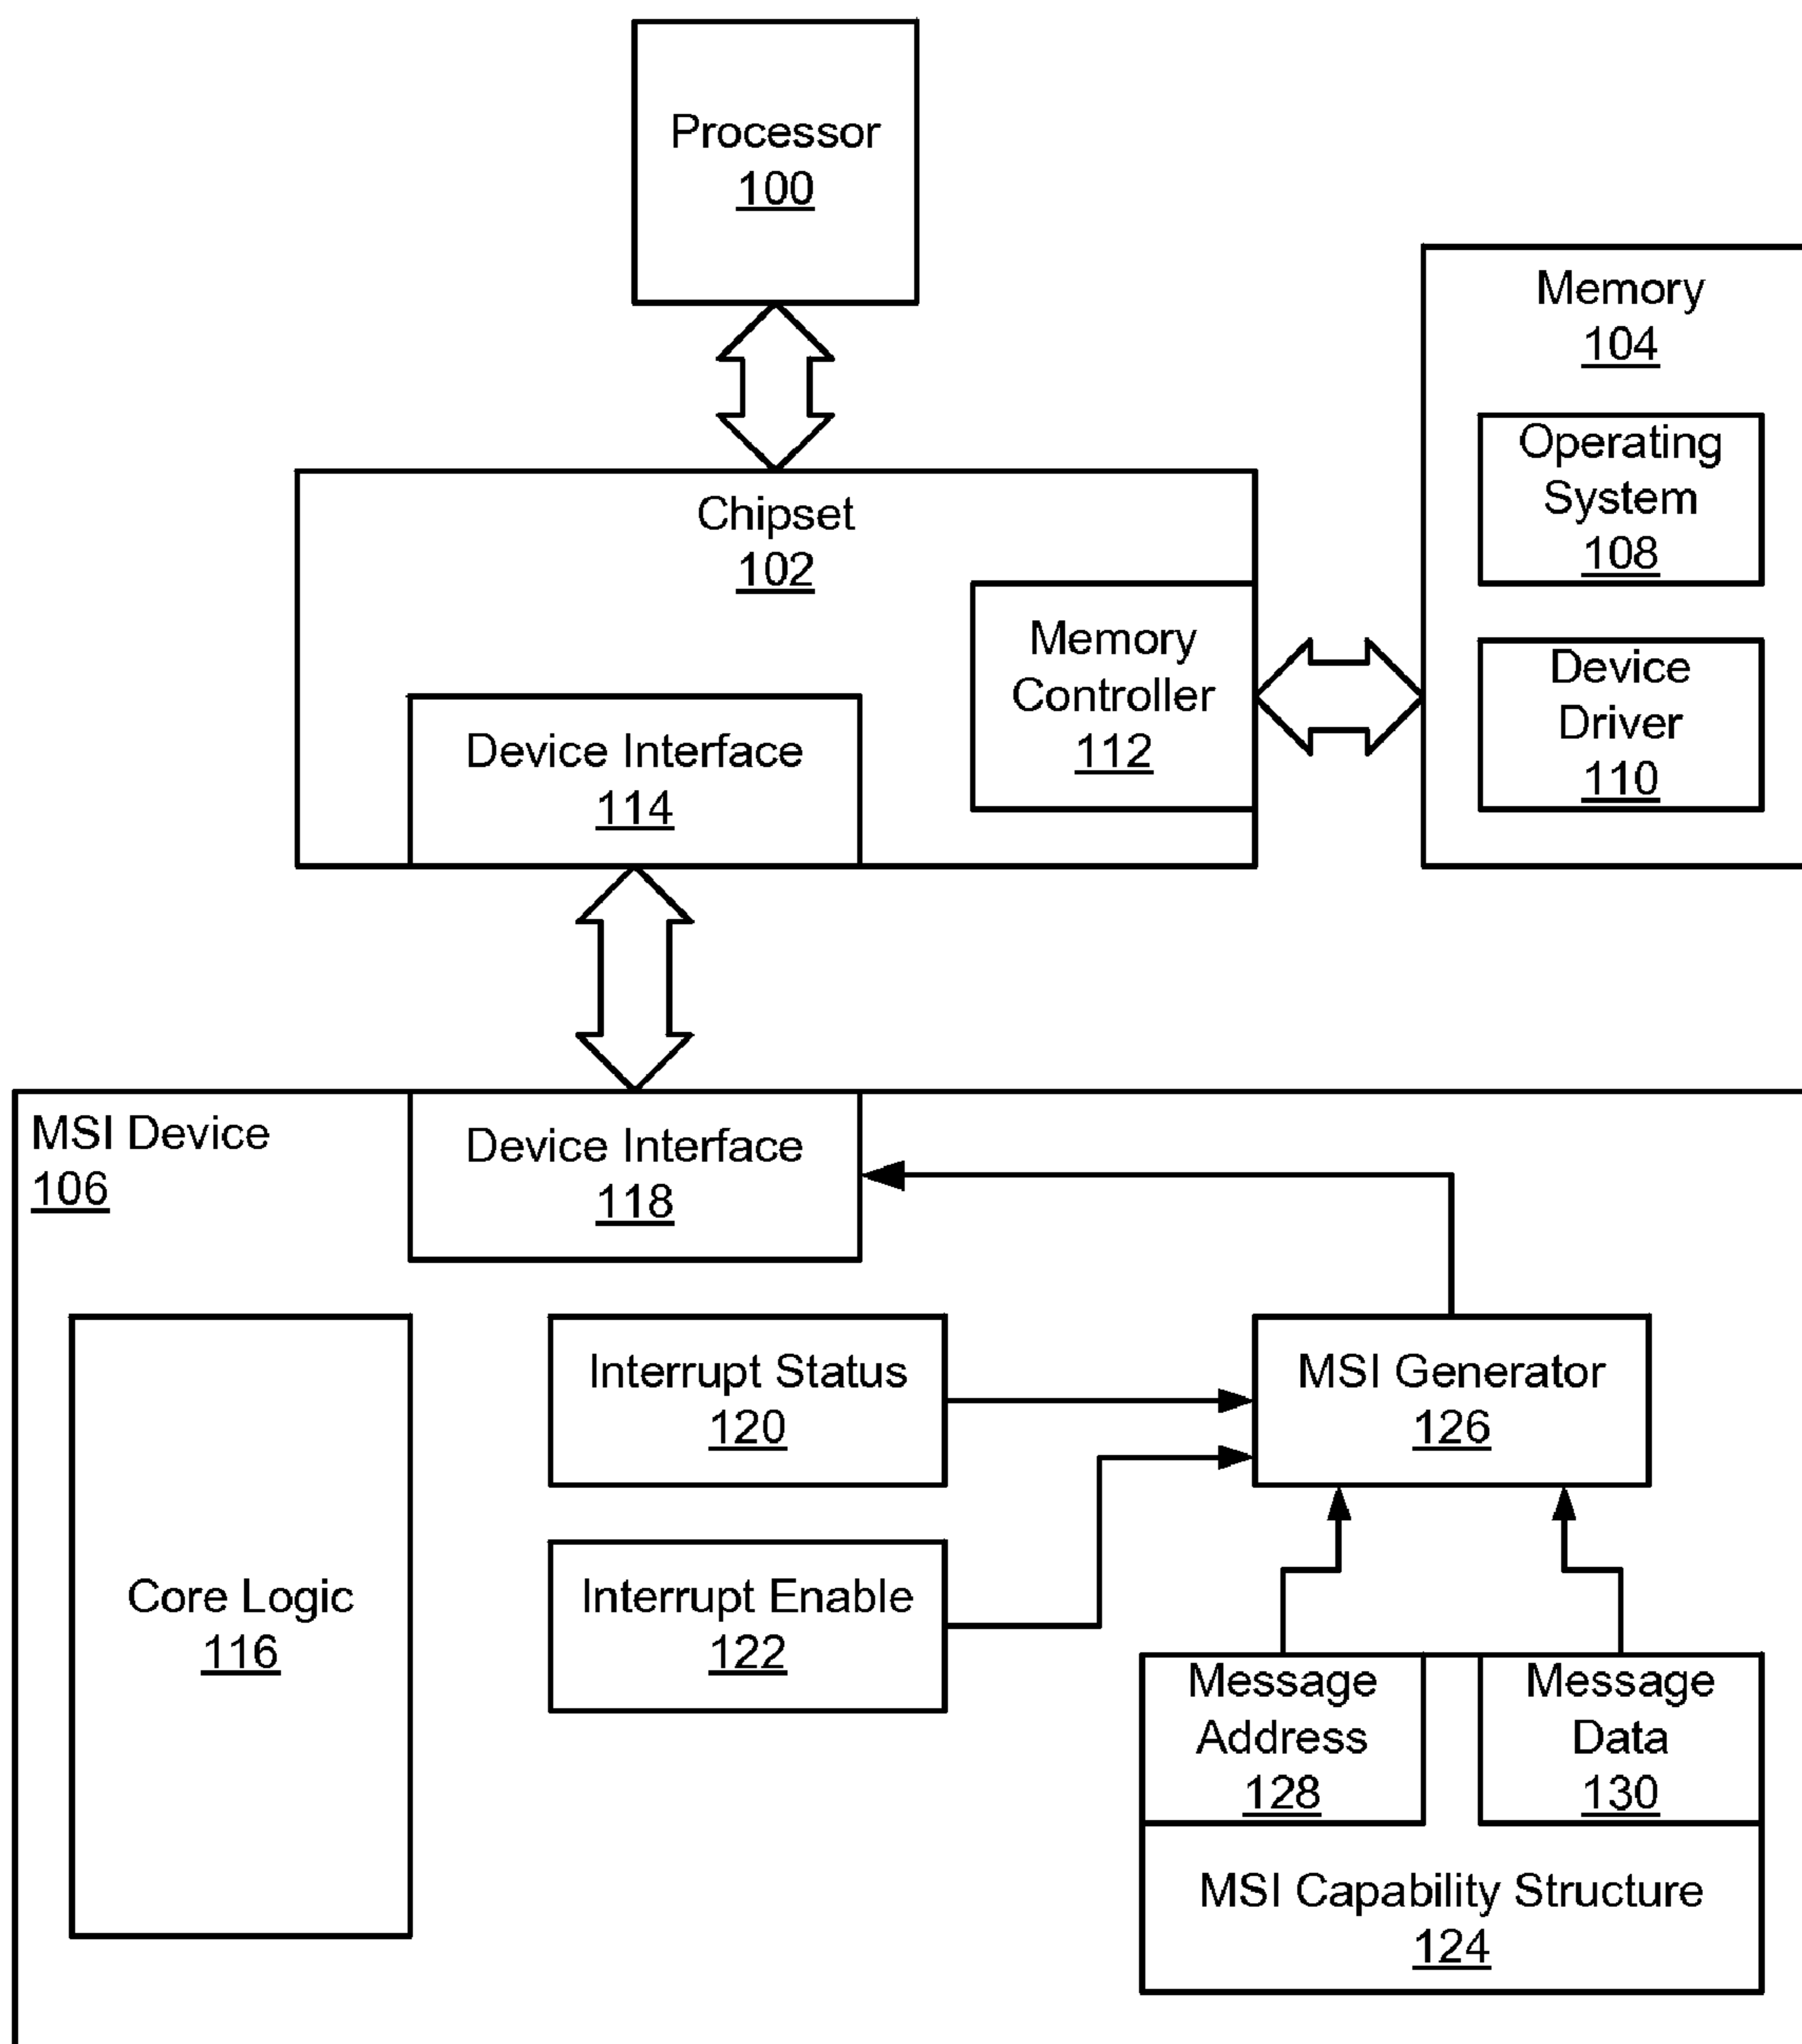 Processor
100
Memory
104
Operating
System
108
Device
Driver
110
Chipset
102
Memory
Controller
112
Device Interface
114
MSI Device
106
Device Interface
118
Interrupt Status
120
MSI Generator
126
Core Logic
116
Interrupt Enable
122
Message
Address
128
Message
Data
130
MSI Capability Structure
124